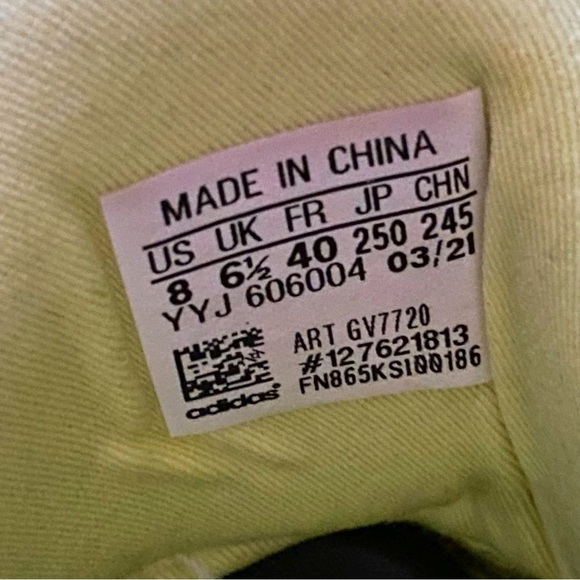 MADE IN CHINA
US UK FR JP CHN
8 6½ 40 250 245
YYJ 606004 03/21
ART GV7720
#127621813
FN865KS100186
adidas